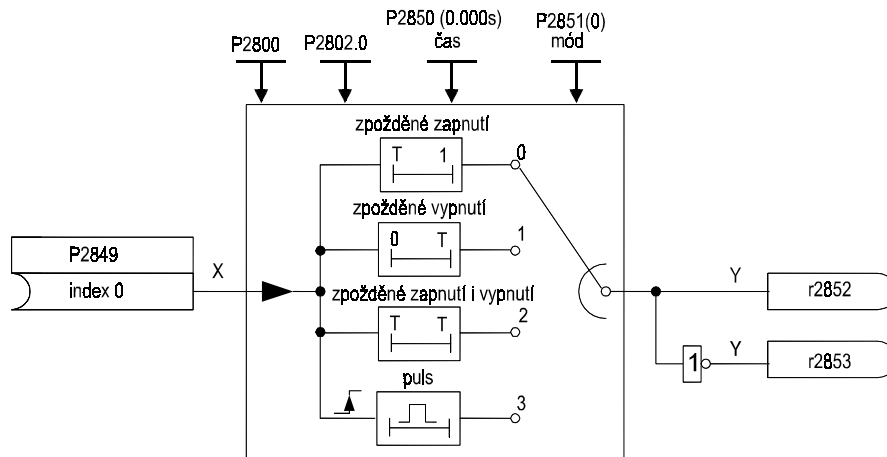 P2800
P2802.0
P2850 (0.000s)
čas
P2851(0)
mód
zpožděné zapnutí
T 1
0
zpožděné vypnutí
0 T
1
P2849
index 0
X
zpožděné zapnutí i vypnutí
T T
2
puls
3
Y
r2852
1
Y
r2853